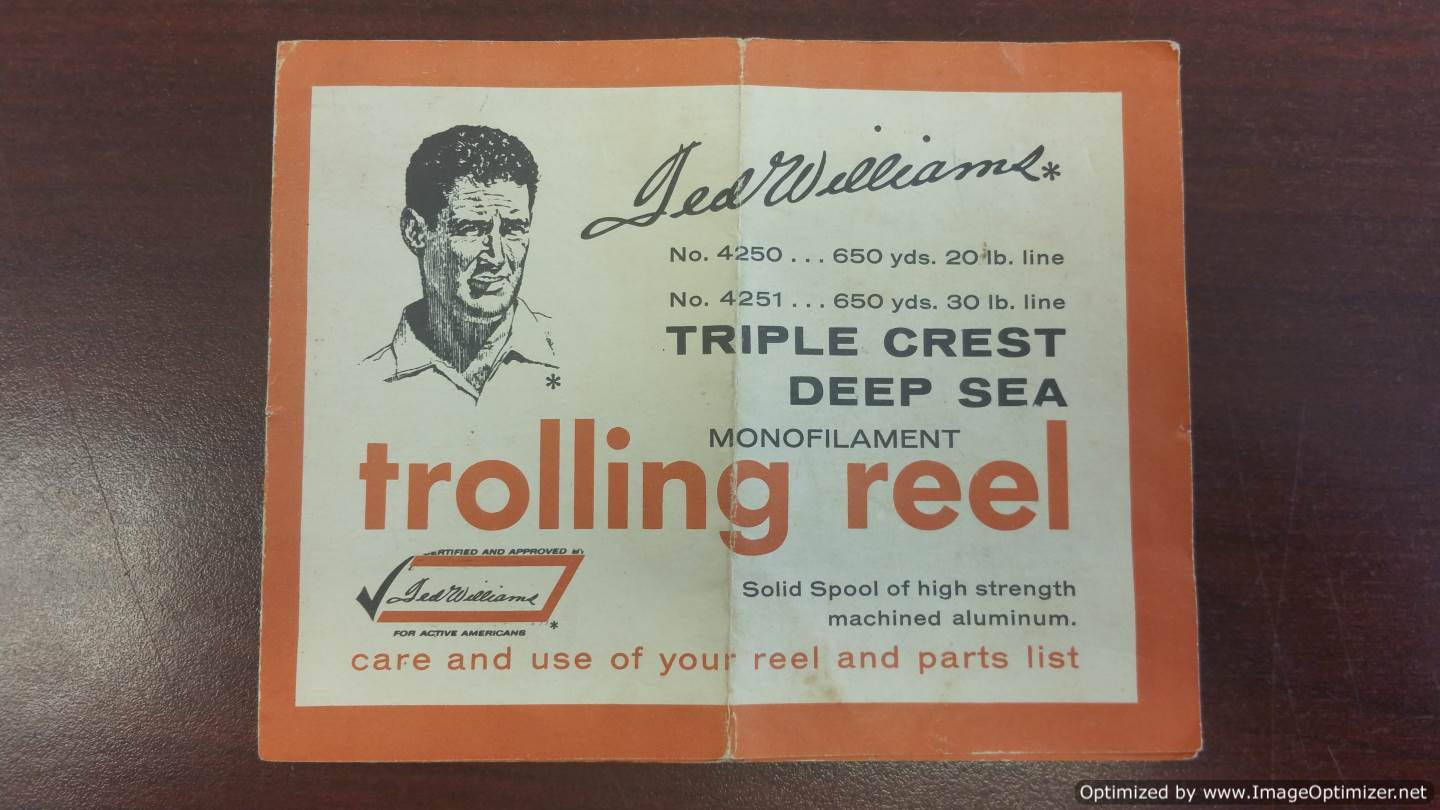 Ted Williams*
No. 4250 . . . 650 yds. 20 lb. line
No. 4251 . . . 650 yds. 30 lb. line
TRIPLE CREST
DEEP SEA
*
MONOFILAMENT
trolling reel
CERTIFIED AND APPROVED BY
Ted Williams
FOR ACTIVE AMERICANS *
Solid Spool of high strength
machined aluminum.
care and use of your reel and parts list
Optimized by www.ImageOptimizer.net